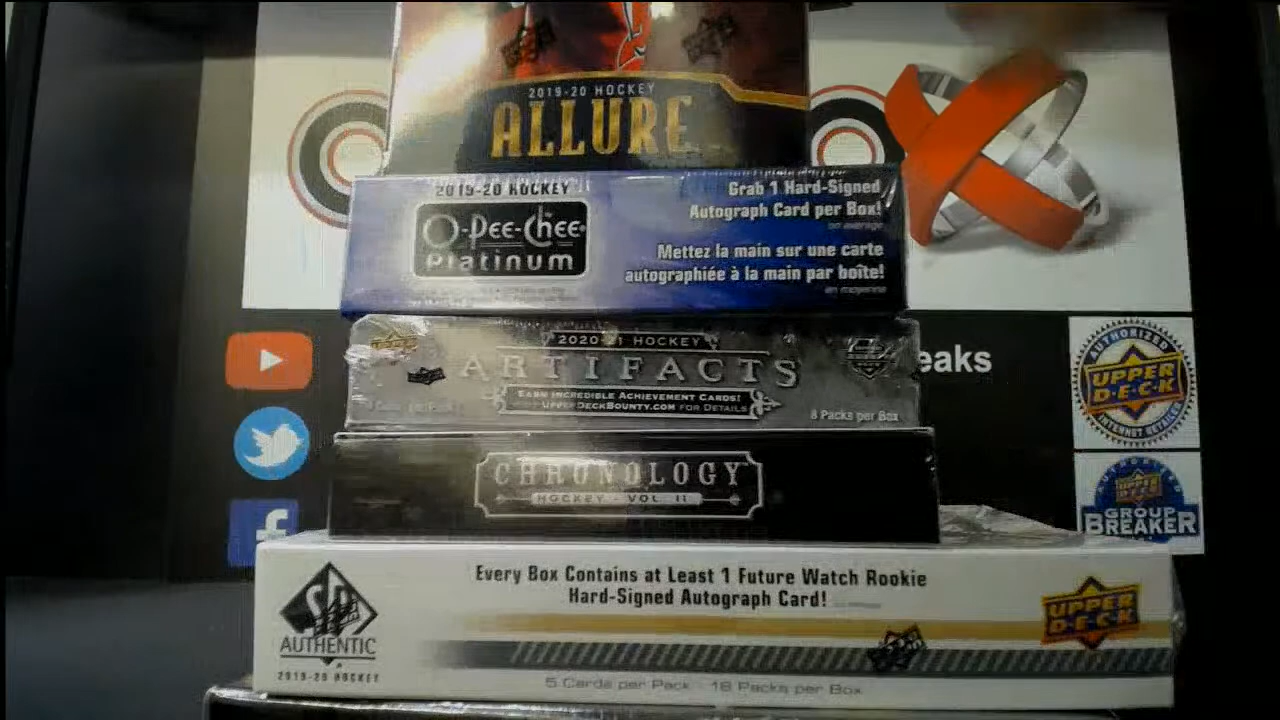 2019-20 HOCKEY
ALLURE
2019-20 HOCKEY
O-Pee-Chee
Platinum
Grab 1 Hard-Signed
Autograph Card per Box!
on average
Mettez la main sur une carte
autographiée à la main par boîte!
en moyenne
2020-21 HOCKEY
ARTIFACTS
EARN INCREDIBLE ACHIEVEMENT CARDS!
UPPERDECKBOUNTY.COM FOR DETAILS
8 Packs per Box
eaks
AUTHORIZED
UPPER
D·E·C·K
INTERNET RETAILER
CHRONOLOGY
HOCKEY - VOL. II
AUTHORIZED
UPPER DECK
GROUP
BREAKER
Every Box Contains at Least 1 Future Watch Rookie
Hard-Signed Autograph Card!
SP
AUTHENTIC
2019-20 HOCKEY
UPPER
D·E·C·K
5 Cards per Pack - 18 Packs per Box